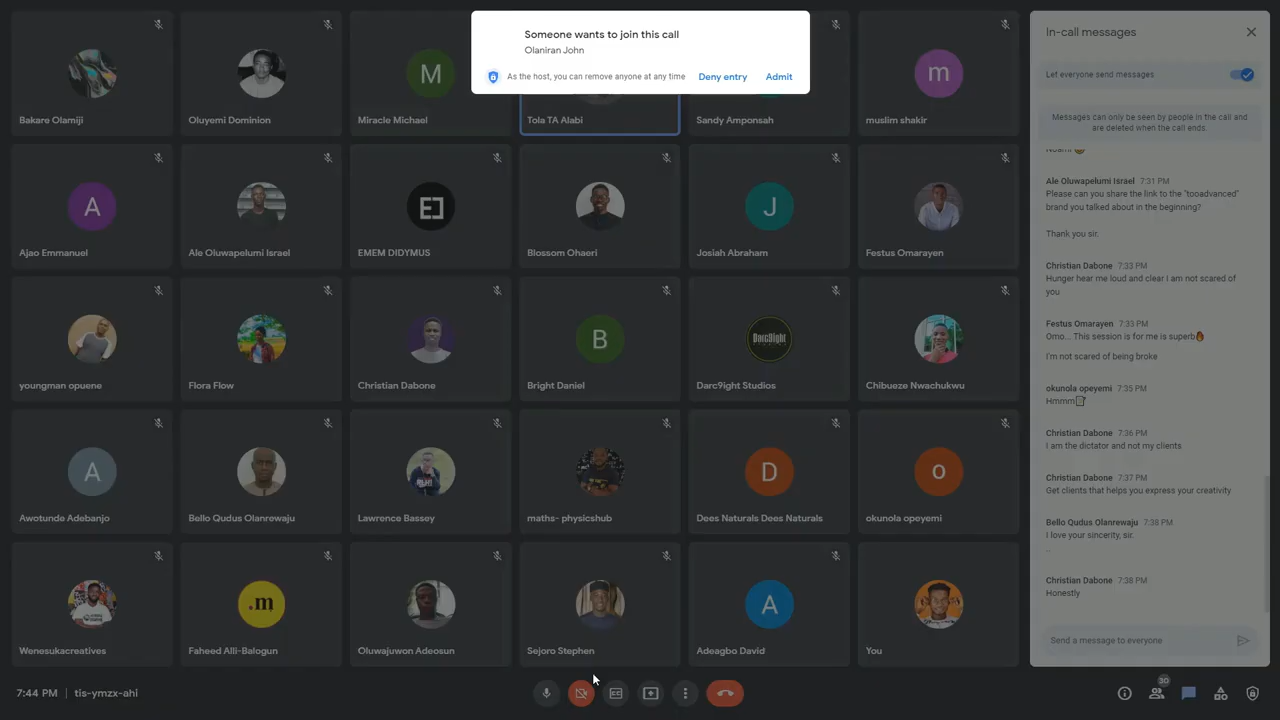 Someone wants to join this call
Olaniran John
As the host, you can remove anyone at any time
Deny entry
Admit
Bakare Olamiji
Oluyemi Dominion
M
Miracle Michael
Tola TA Alabi
Sandy Amponsah
m
muslim shakir
A
Ajao Emmanuel
Ale Oluwapelumi Israel
EJ
EMEM DIDYMUS
Blossom Ohaeri
J
Josiah Abraham
Festus Omarayen
youngman opuene
Flora Flow
Christian Dabone
B
Bright Daniel
Darc9ight
Darc9ight Studios
Chibueze Nwachukwu
A
Awotunde Adebanjo
Bello Qudus Olanrewaju
Lawrence Bassey
maths- physicshub
D
Dees Naturals Dees Naturals
o
okunola opeyemi
Wenesukacreatives
.m
Faheed Alli-Balogun
Oluwajuwon Adeosun
Sejoro Stephen
A
Adeagbo David
You
In-call messages
Let everyone send messages
Messages can only be seen by people in the call and
are deleted when the call ends.
Ale Oluwapelumi Israel 7:31 PM
Please can you share the link to the "tooadvanced"
brand you talked about in the beginning?
Thank you sir.
Christian Dabone 7:33 PM
Hunger hear me loud and clear I am not scared of
you
Festus Omarayen 7:33 PM
Omo... This session is for me is superb🔥
I'm not scared of being broke
okunola opeyemi 7:35 PM
Hmmm📝
Christian Dabone 7:36 PM
I am the dictator and not my clients
Christian Dabone 7:37 PM
Get clients that helps you express your creativity
Bello Qudus Olanrewaju 7:38 PM
I love your sincerity, sir.
..
Christian Dabone 7:38 PM
Honestly
Send a message to everyone
7:44 PM | tis-ymzx-ahi
CC
30